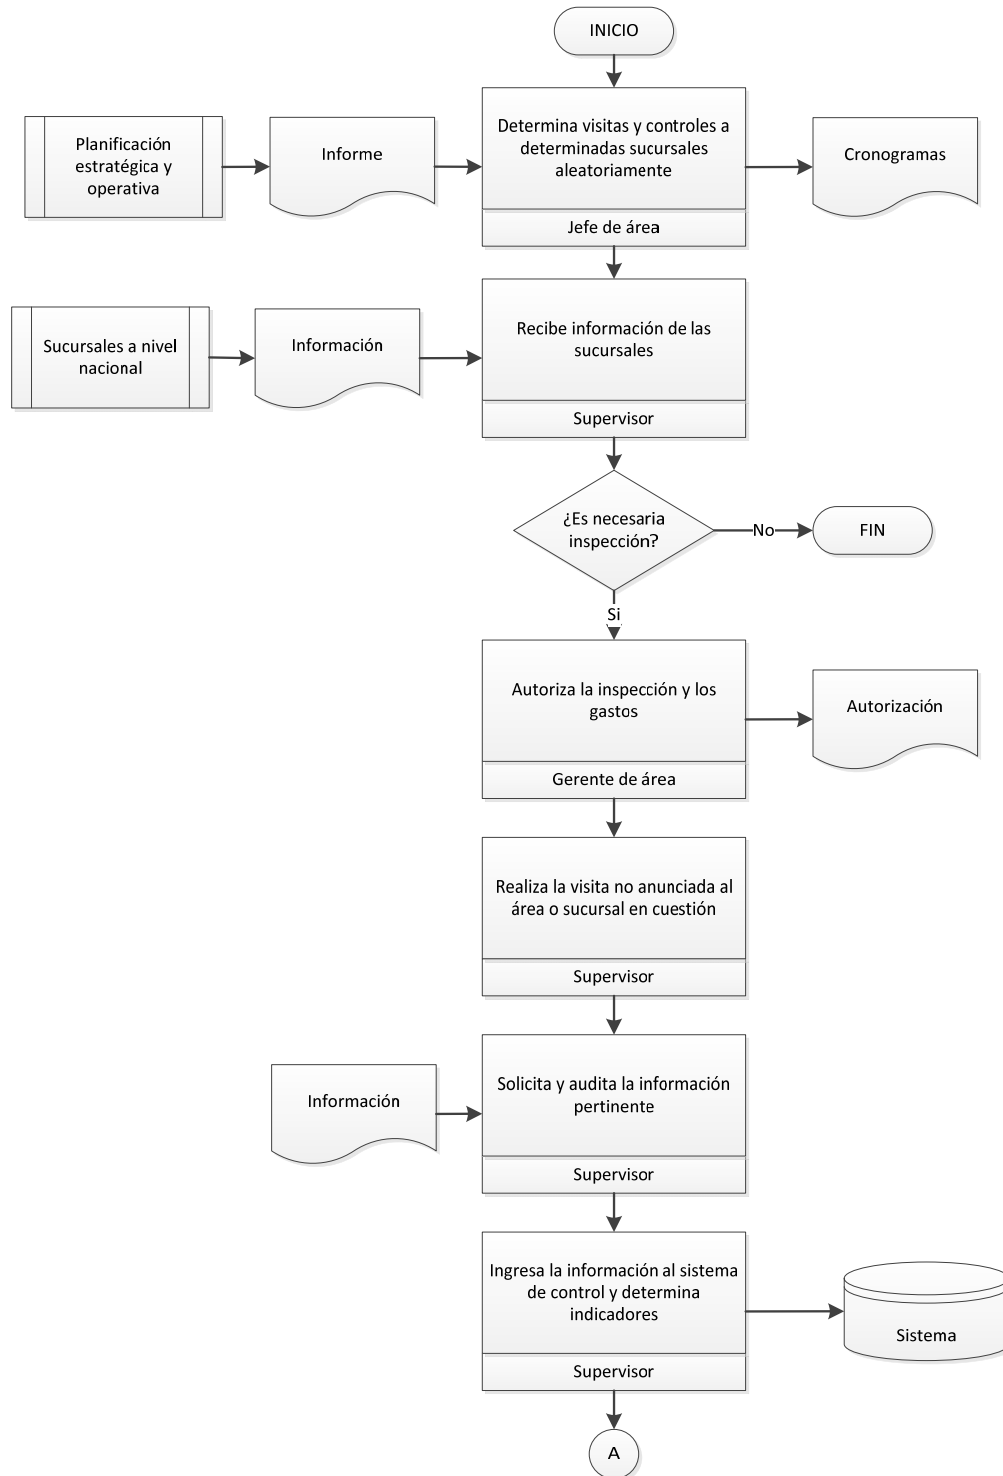 INICIO
Planificación
estratégica y
operativa
Informe
Determina visitas y controles a
determinadas sucursales
aleatoriamente
Jefe de área
Cronogramas
Sucursales a nivel
nacional
Información
Recibe información de las
sucursales
Supervisor
¿Es necesaria
inspección?
No
FIN
Si
Autoriza la inspección y los
gastos
Gerente de área
Autorización
Realiza la visita no anunciada al
área o sucursal en cuestión
Supervisor
Información
Solicita y audita la información
pertinente
Supervisor
Ingresa la información al sistema
de control y determina
indicadores
Supervisor
Sistema
A